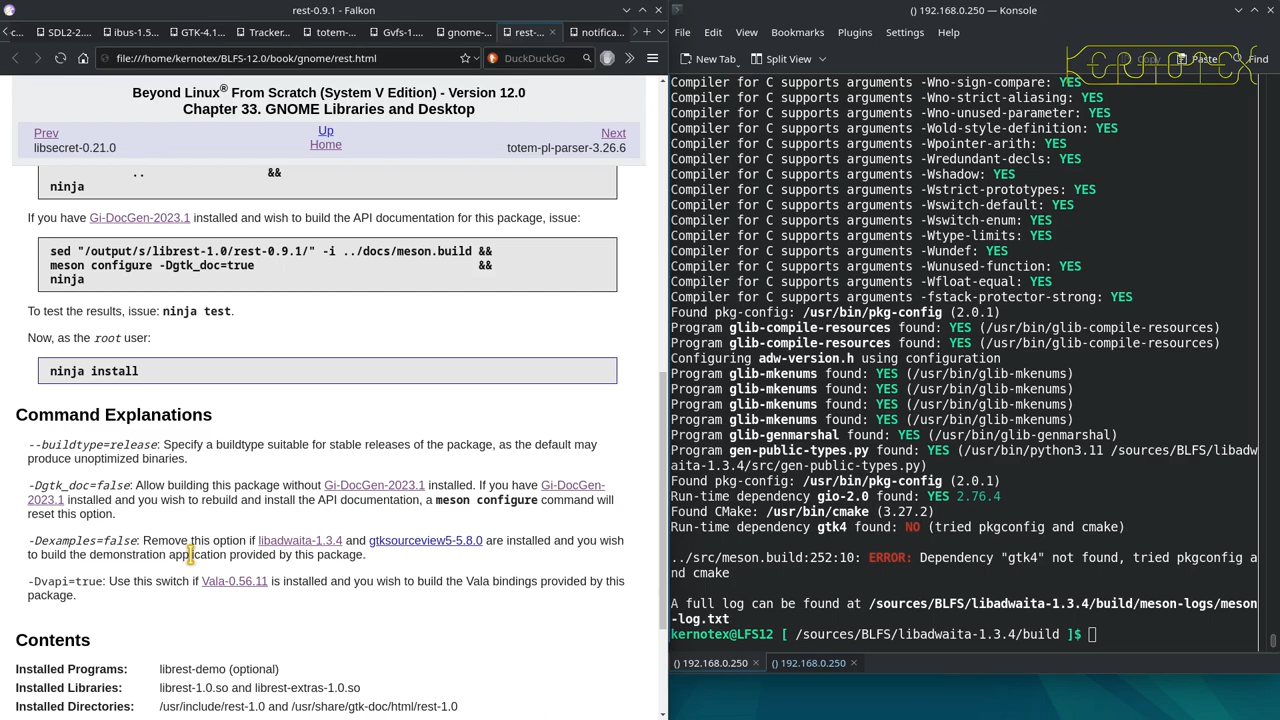 rest-0.9.1 - Falkon
c...
SDL2-2....
ibus-1.5...
GTK-4.1...
Tracker...
totem-...
Gvfs-1....
gnome-...
rest-...
notifica...
file:///home/kernotex/BLFS-12.0/book/gnome/rest.html
DuckDuckGo
Beyond Linux® From Scratch (System V Edition) - Version 12.0
Chapter 33. GNOME Libraries and Desktop
Prev Up Next
libsecret-0.21.0 Home totem-pl-parser-3.26.6
.. &&
ninja
If you have Gi-DocGen-2023.1 installed and wish to build the API documentation for this package, issue:
sed "/output/s/librest-1.0/rest-0.9.1/" -i ../docs/meson.build &&
meson configure -Dgtk_doc=true &&
ninja
To test the results, issue: ninja test.
Now, as the root user:
ninja install
Command Explanations
--buildtype=release: Specify a buildtype suitable for stable releases of the package, as the default may
produce unoptimized binaries.
-Dgtk_doc=false: Allow building this package without Gi-DocGen-2023.1 installed. If you have Gi-DocGen-
2023.1 installed and you wish to rebuild and install the API documentation, a meson configure command will
reset this option.
-Dexamples=false: Remove this option if libadwaita-1.3.4 and gtksourceview5-5.8.0 are installed and you wish
to build the demonstration application provided by this package.
-Dvapi=true: Use this switch if Vala-0.56.11 is installed and you wish to build the Vala bindings provided by this
package.
Contents
Installed Programs: librest-demo (optional)
Installed Libraries: librest-1.0.so and librest-extras-1.0.so
Installed Directories: /usr/include/rest-1.0 and /usr/share/gtk-doc/html/rest-1.0
() 192.168.0.250 — Konsole
File Edit View Bookmarks Plugins Settings Help
New Tab Split View Copy Paste Find
kernotex
Compiler for C supports arguments -Wno-sign-compare: YES
Compiler for C supports arguments -Wno-strict-aliasing: YES
Compiler for C supports arguments -Wno-unused-parameter: YES
Compiler for C supports arguments -Wold-style-definition: YES
Compiler for C supports arguments -Wpointer-arith: YES
Compiler for C supports arguments -Wredundant-decls: YES
Compiler for C supports arguments -Wshadow: YES
Compiler for C supports arguments -Wstrict-prototypes: YES
Compiler for C supports arguments -Wswitch-default: YES
Compiler for C supports arguments -Wswitch-enum: YES
Compiler for C supports arguments -Wtype-limits: YES
Compiler for C supports arguments -Wundef: YES
Compiler for C supports arguments -Wunused-function: YES
Compiler for C supports arguments -Wfloat-equal: YES
Compiler for C supports arguments -fstack-protector-strong: YES
Found pkg-config: /usr/bin/pkg-config (2.0.1)
Program glib-compile-resources found: YES (/usr/bin/glib-compile-resources)
Program glib-compile-resources found: YES (/usr/bin/glib-compile-resources)
Configuring adw-version.h using configuration
Program glib-mkenums found: YES (/usr/bin/glib-mkenums)
Program glib-mkenums found: YES (/usr/bin/glib-mkenums)
Program glib-mkenums found: YES (/usr/bin/glib-mkenums)
Program glib-mkenums found: YES (/usr/bin/glib-mkenums)
Program glib-genmarshal found: YES (/usr/bin/glib-genmarshal)
Program gen-public-types.py found: YES (/usr/bin/python3.11 /sources/BLFS/libadw
aita-1.3.4/src/gen-public-types.py)
Found pkg-config: /usr/bin/pkg-config (2.0.1)
Run-time dependency gio-2.0 found: YES 2.76.4
Found CMake: /usr/bin/cmake (3.27.2)
Run-time dependency gtk4 found: NO (tried pkgconfig and cmake)
../src/meson.build:252:10: ERROR: Dependency "gtk4" not found, tried pkgconfig a
nd cmake
A full log can be found at /sources/BLFS/libadwaita-1.3.4/build/meson-logs/meson
-log.txt
kernotex@LFS12 [ /sources/BLFS/libadwaita-1.3.4/build ]$
() 192.168.0.250
() 192.168.0.250